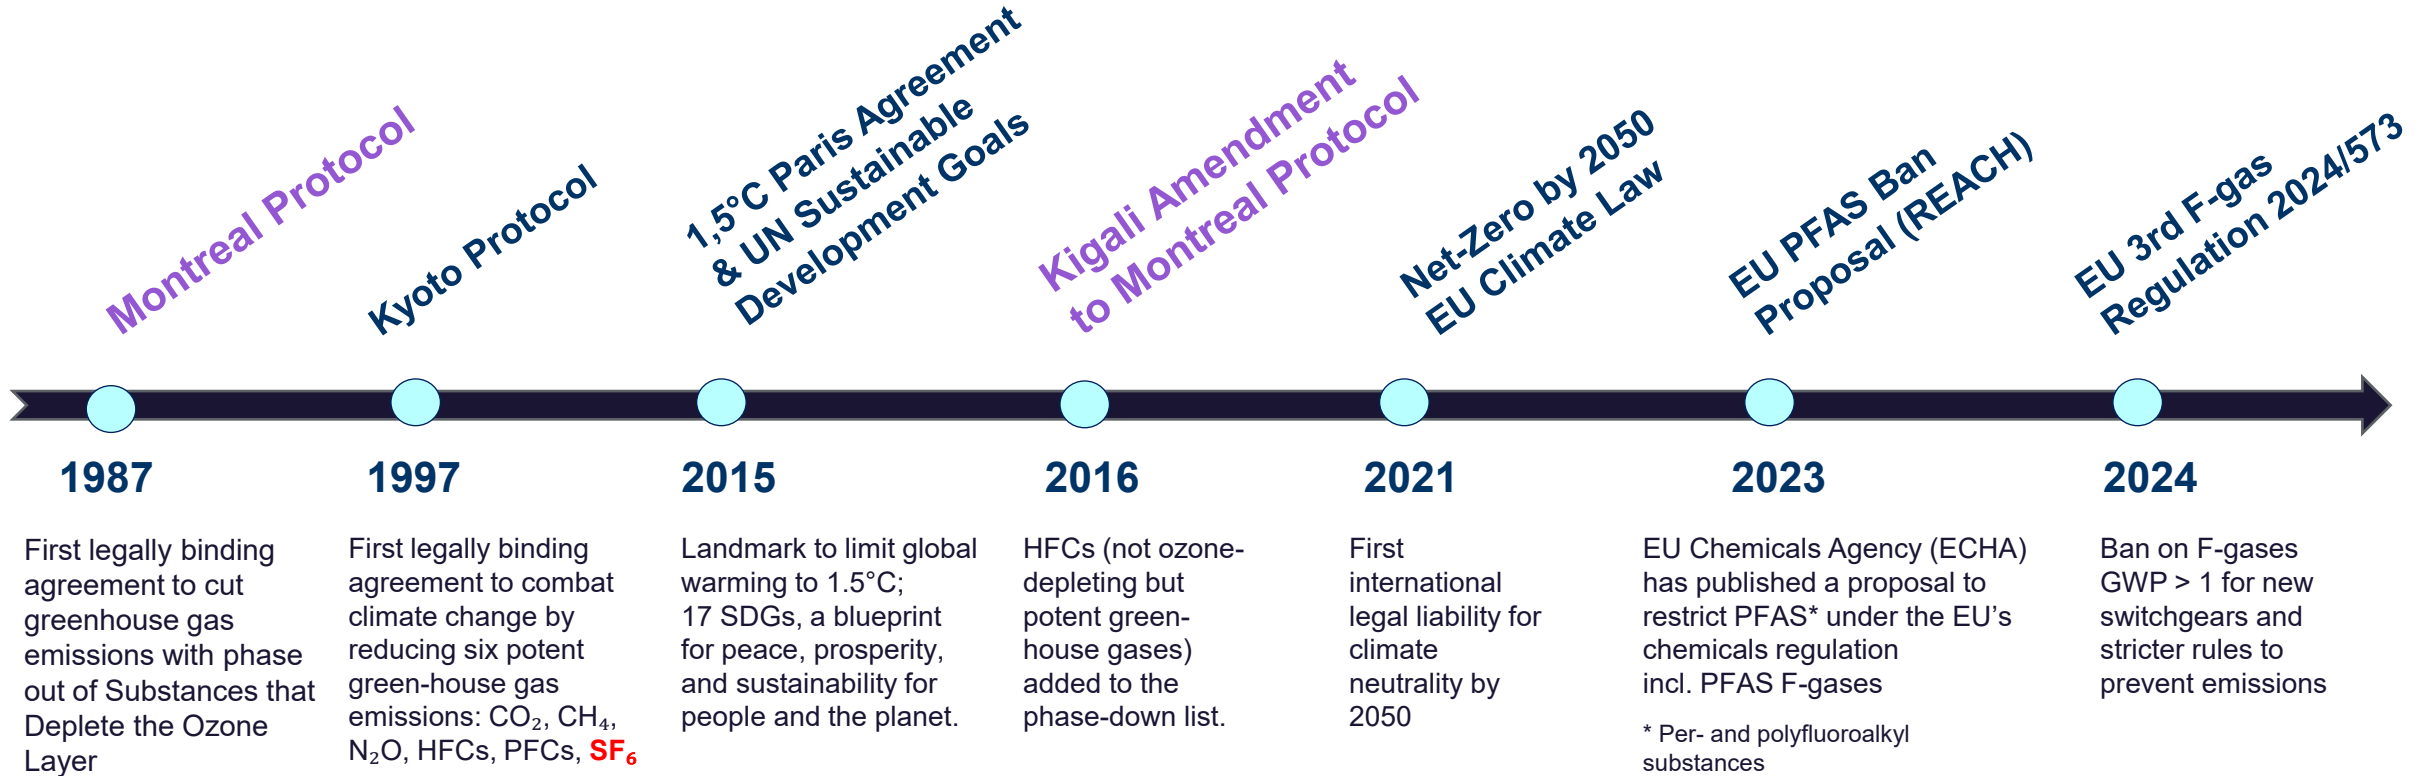 Montreal Protocol
Kyoto Protocol
1,5°C Paris Agreement
& UN Sustainable
Development Goals
Kigali Amendment
to Montreal Protocol
Net-Zero by 2050
EU Climate Law
EU PFAS Ban
Proposal (REACH)
EU 3rd F-gas
Regulation 2024/573
1987
First legally binding
agreement to cut
greenhouse gas
emissions with phase
out of Substances that
Deplete the Ozone
Layer
1997
First legally binding
agreement to combat
climate change by
reducing six potent
green-house gas
emissions: CO₂, CH₄,
N₂O, HFCs, PFCs, SF₆
2015
Landmark to limit global
warming to 1.5°C;
17 SDGs, a blueprint
for peace, prosperity,
and sustainability for
people and the planet.
2016
HFCs (not ozone-
depleting but
potent green-
house gases)
added to the
phase-down list.
2021
First
international
legal liability for
climate
neutrality by
2050
2023
EU Chemicals Agency (ECHA)
has published a proposal to
restrict PFAS* under the EU’s
chemicals regulation
incl. PFAS F-gases
* Per- and polyfluoroalkyl
substances
2024
Ban on F-gases
GWP > 1 for new
switchgears and
stricter rules to
prevent emissions